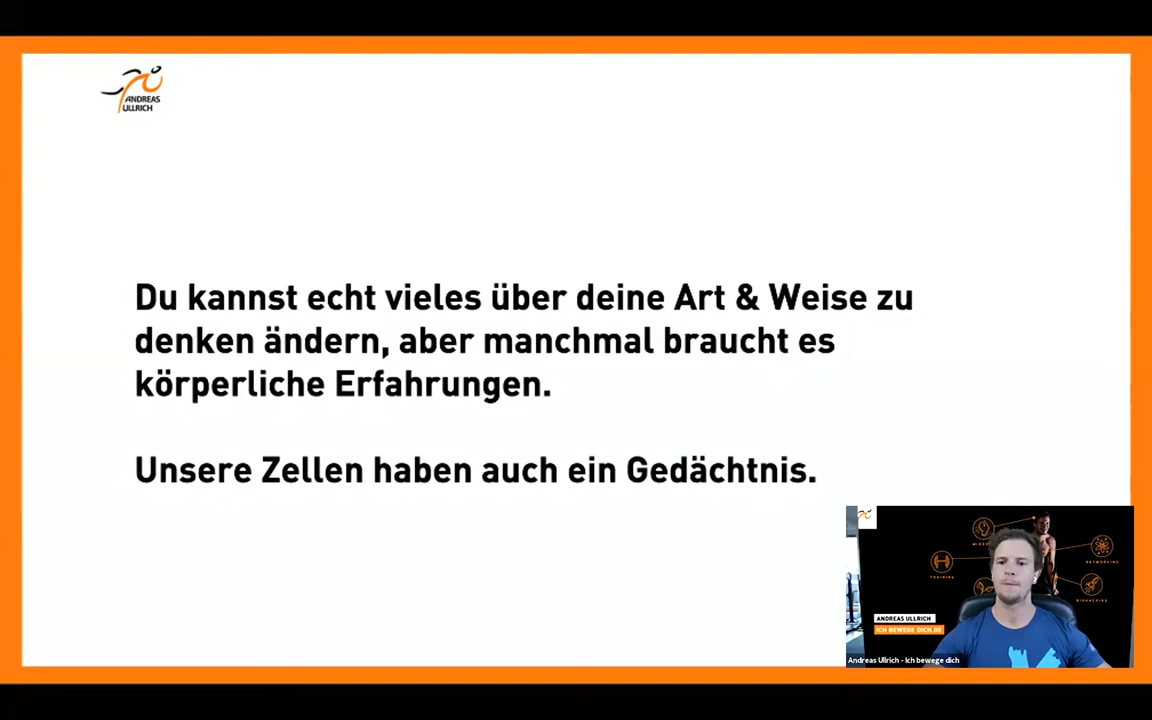 ANDREAS
ULLRICH
Du kannst echt vieles über deine Art & Weise zu
denken ändern, aber manchmal braucht es
körperliche Erfahrungen.
Unsere Zellen haben auch ein Gedächtnis.
NETWORKING
TRAINING
BIOHACKING
ANDREAS ULLRICH
ICH BEWEGE DICH.DE
Andreas Ullrich - Ich bewege dich